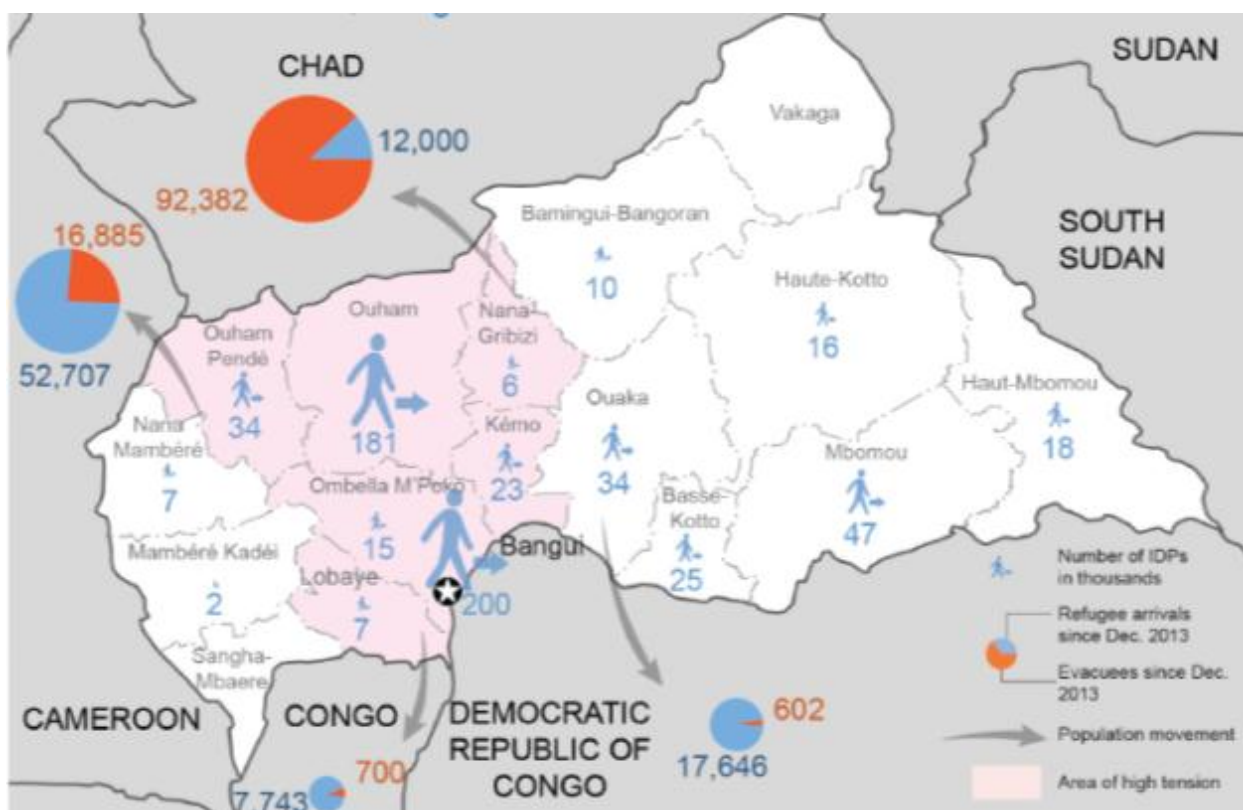 CHAD
12,000
92,382
16,885
52,707
SUDAN
SOUTH
SUDAN
Vakaga
Bamingui-Bangoran
10
Haute-Kotto
16
Ouham
181
Nana-
Gribizi
6
Ouham
Pendé
34
Ouaka
34
Haut-Mbomou
18
Kémo
23
Nana
Mambéré
7
Mbomou
47
Ombella M'Poko
15
Basse-
Kotto
25
Bangui
200
Mambéré Kadéi
2
Lobaye
7
Sangha-
Mbaere
CAMEROON
CONGO
DEMOCRATIC
REPUBLIC OF
CONGO
700
7,743
602
17,646
Number of IDPs
in thousands
Refugee arrivals
since Dec. 2013
Evacuees since Dec.
2013
Population movement
Area of high tension